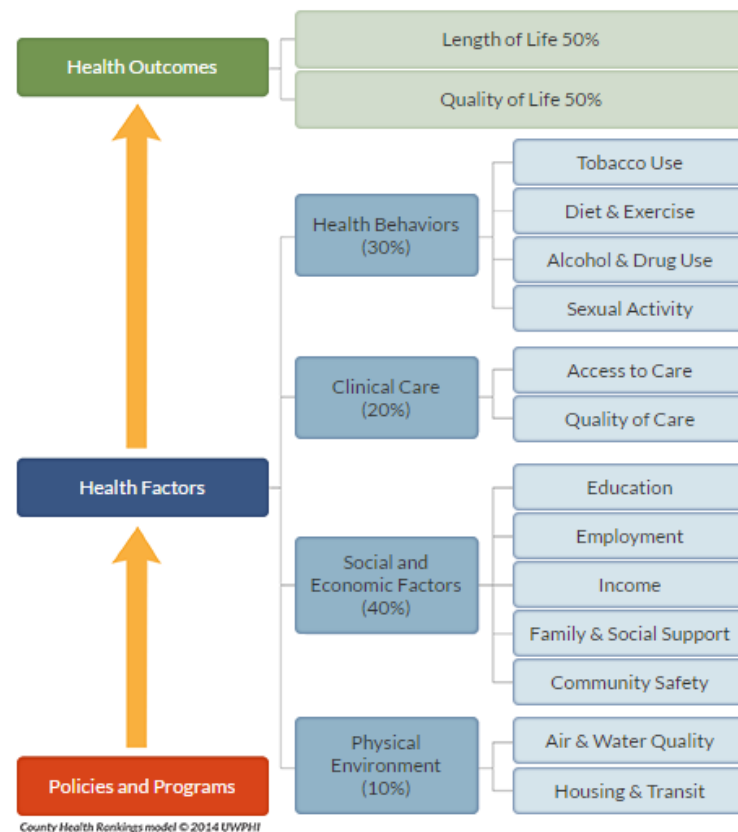 Health Outcomes
Length of Life 50%
Quality of Life 50%
Health Behaviors
(30%)
Tobacco Use
Diet & Exercise
Alcohol & Drug Use
Sexual Activity
Clinical Care
(20%)
Access to Care
Quality of Care
Health Factors
Social and
Economic Factors
(40%)
Education
Employment
Income
Family & Social Support
Community Safety
Physical
Environment
(10%)
Air & Water Quality
Housing & Transit
Policies and Programs
County Health Rankings model © 2014 UWPHI